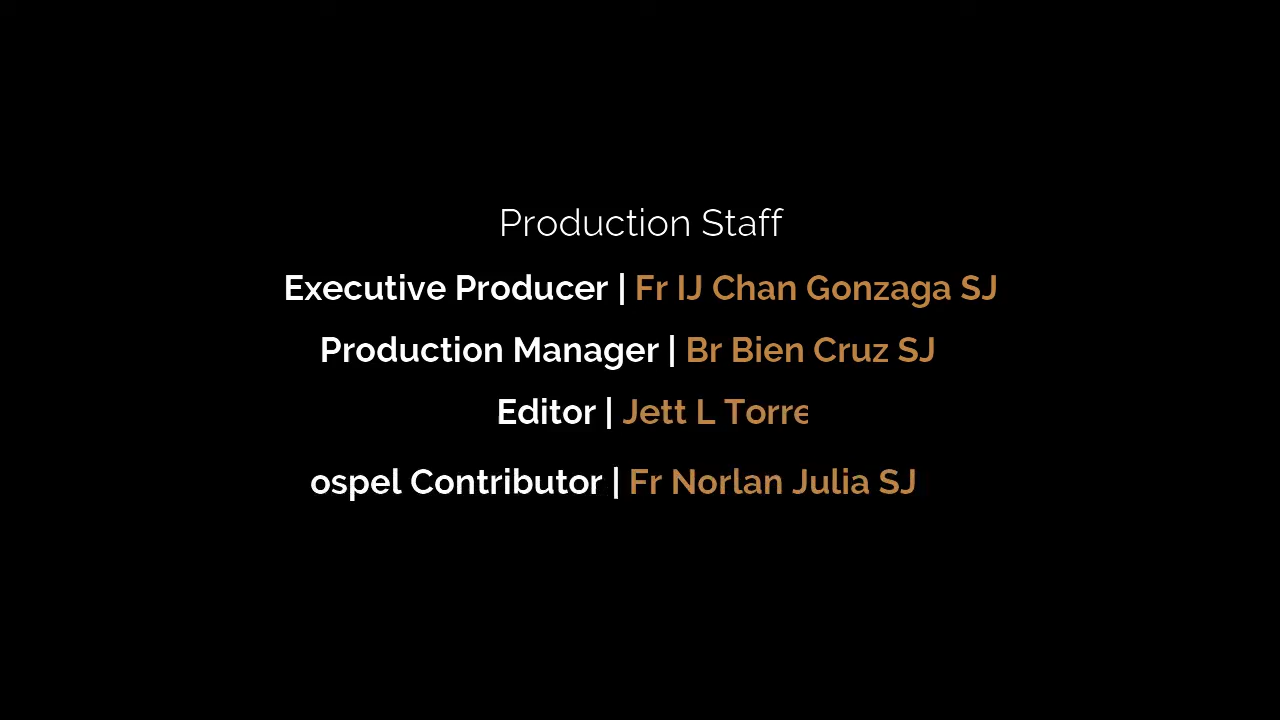 Production Staff
Executive Producer | Fr IJ Chan Gonzaga SJ
Production Manager | Br Bien Cruz SJ
Editor | Jett L Torre
ospel Contributor | Fr Norlan Julia SJ